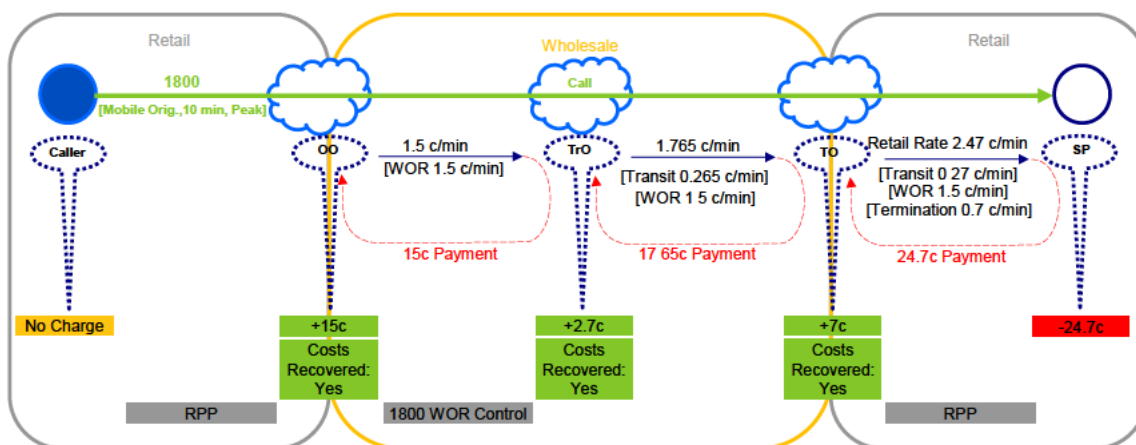 Retail
Wholesale
Retail
1800
Call
[Mobile Orig.,10 min, Peak]
Caller
OO
1.5 c/min
[WOR 1.5 c/min]
TrO
1.765 c/min
[Transit 0.265 c/min]
[WOR 1 5 c/min]
TO
Retail Rate 2.47 c/min
[Transit 0 27 c/min]
[WOR 1.5 c/min]
[Termination 0.7 c/min]
SP
15c Payment
17 65c Payment
24.7c Payment
No Charge
+15c
Costs
Recovered:
Yes
+2.7c
Costs
Recovered:
Yes
+7c
Costs
Recovered:
Yes
-24.7c
RPP
1800 WOR Control
RPP